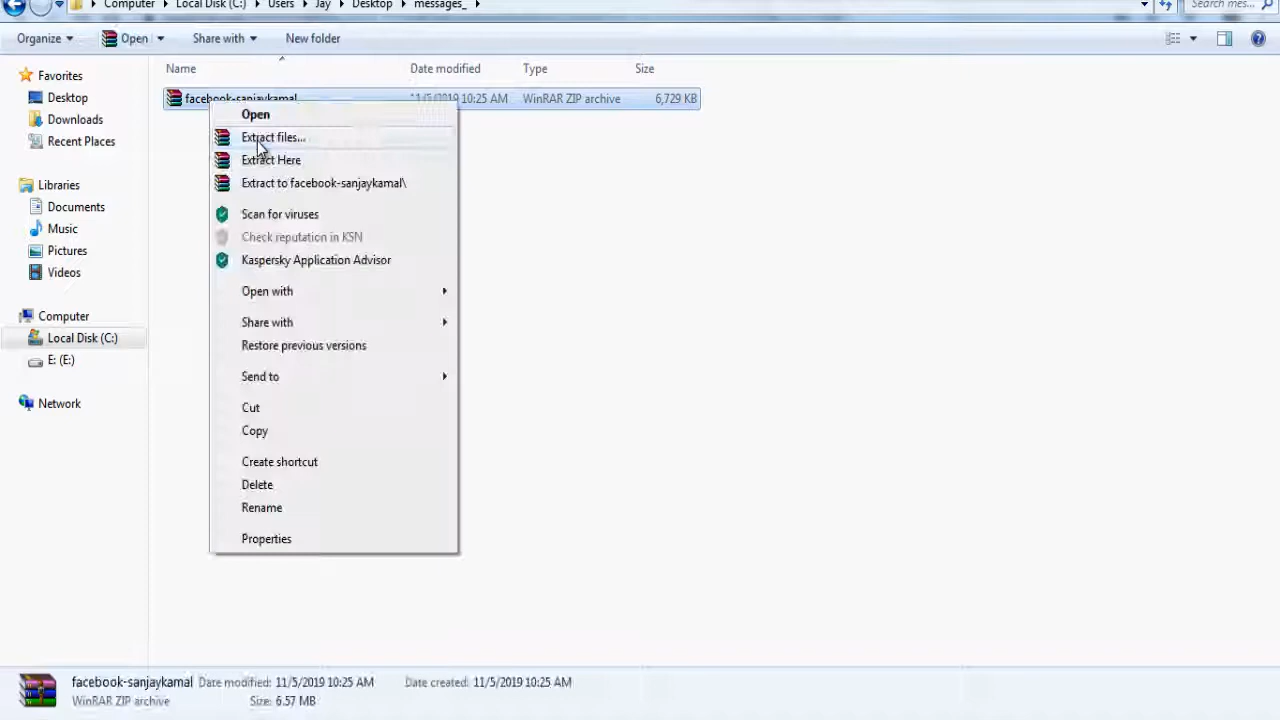 Computer Local Disk (C:) Users Jay Desktop messages_ Search mes...
Organize Open Share with New folder
Name Date modified Type Size
facebook-sanjaykamal 11/5/2019 10:25 AM WinRAR ZIP archive 6,729 KB
Favorites
Desktop
Downloads
Recent Places
Libraries
Documents
Music
Pictures
Videos
Computer
Local Disk (C:)
E: (E:)
Network
Open
Extract files...
Extract Here
Extract to facebook-sanjaykamal\
Scan for viruses
Check reputation in KSN
Kaspersky Application Advisor
Open with
Share with
Restore previous versions
Send to
Cut
Copy
Create shortcut
Delete
Rename
Properties
facebook-sanjaykamal Date modified: 11/5/2019 10:25 AM Date created: 11/5/2019 10:25 AM
WinRAR ZIP archive Size: 6.57 MB